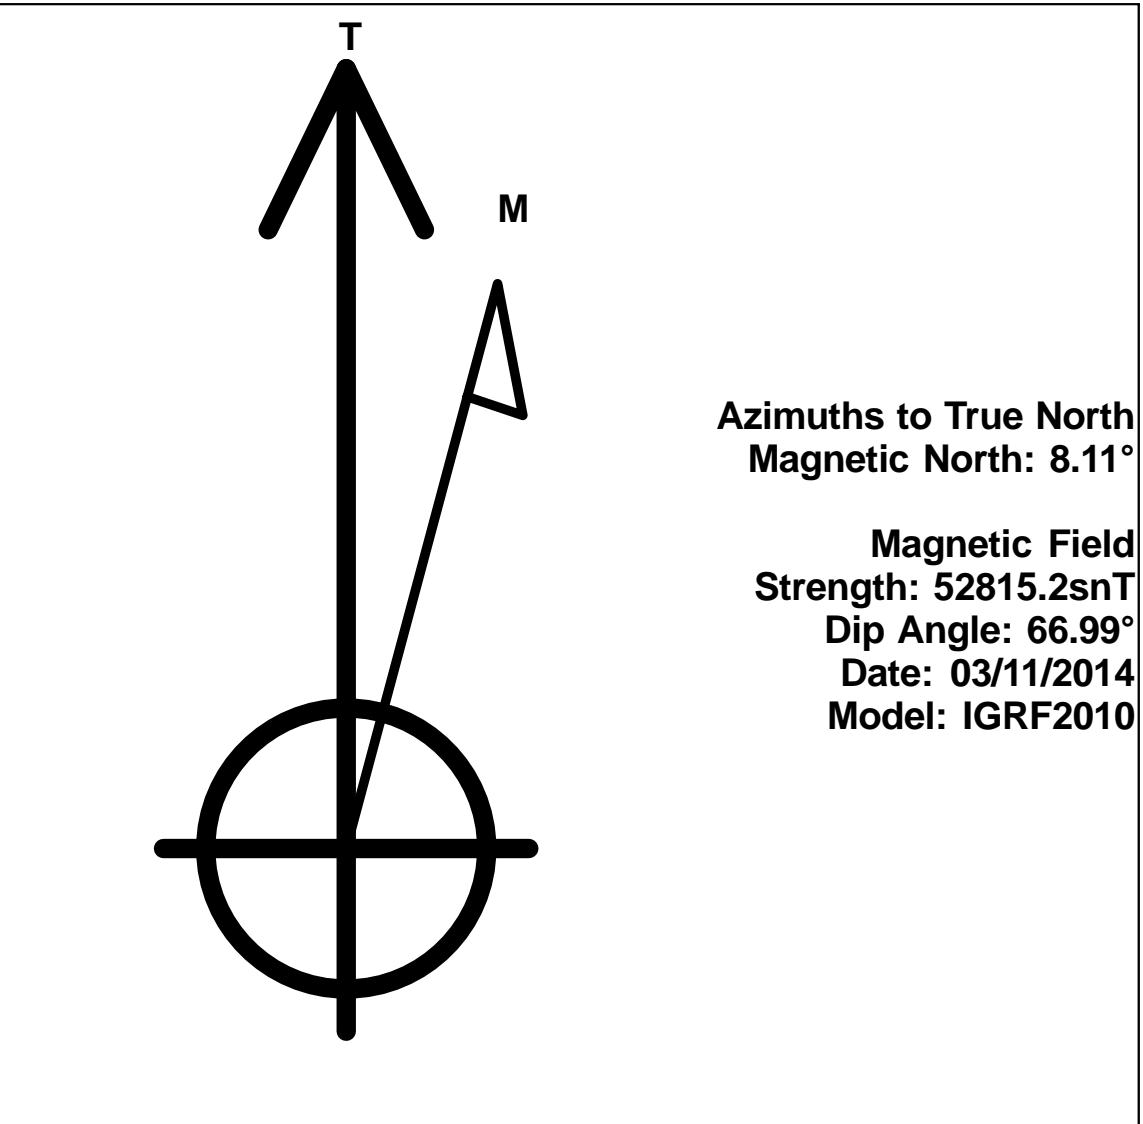 T
M
Azimuths to True North
Magnetic North: 8.11°
Magnetic Field
Strength: 52815.2snT
Dip Angle: 66.99°
Date: 03/11/2014
Model: IGRF2010